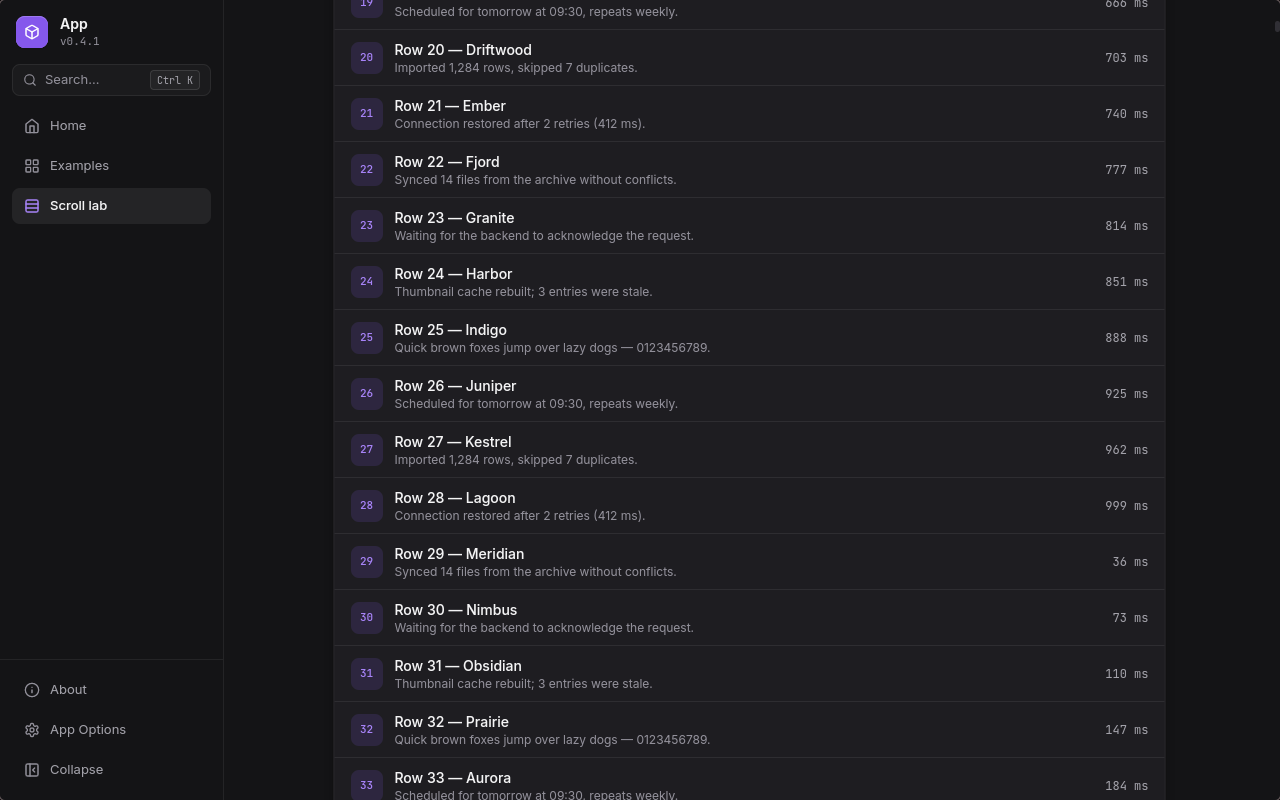 App
v0.4.1
Search...
Ctrl K
Home
Examples
Scroll lab
About
App Options
Collapse
19
Scheduled for tomorrow at 09:30, repeats weekly.
666 ms
20
Row 20 — Driftwood
Imported 1,284 rows, skipped 7 duplicates.
703 ms
21
Row 21 — Ember
Connection restored after 2 retries (412 ms).
740 ms
22
Row 22 — Fjord
Synced 14 files from the archive without conflicts.
777 ms
23
Row 23 — Granite
Waiting for the backend to acknowledge the request.
814 ms
24
Row 24 — Harbor
Thumbnail cache rebuilt; 3 entries were stale.
851 ms
25
Row 25 — Indigo
Quick brown foxes jump over lazy dogs — 0123456789.
888 ms
26
Row 26 — Juniper
Scheduled for tomorrow at 09:30, repeats weekly.
925 ms
27
Row 27 — Kestrel
Imported 1,284 rows, skipped 7 duplicates.
962 ms
28
Row 28 — Lagoon
Connection restored after 2 retries (412 ms).
999 ms
29
Row 29 — Meridian
Synced 14 files from the archive without conflicts.
36 ms
30
Row 30 — Nimbus
Waiting for the backend to acknowledge the request.
73 ms
31
Row 31 — Obsidian
Thumbnail cache rebuilt; 3 entries were stale.
110 ms
32
Row 32 — Prairie
Quick brown foxes jump over lazy dogs — 0123456789.
147 ms
33
Row 33 — Aurora
Scheduled for tomorrow at 09:30, repeats weekly.
184 ms